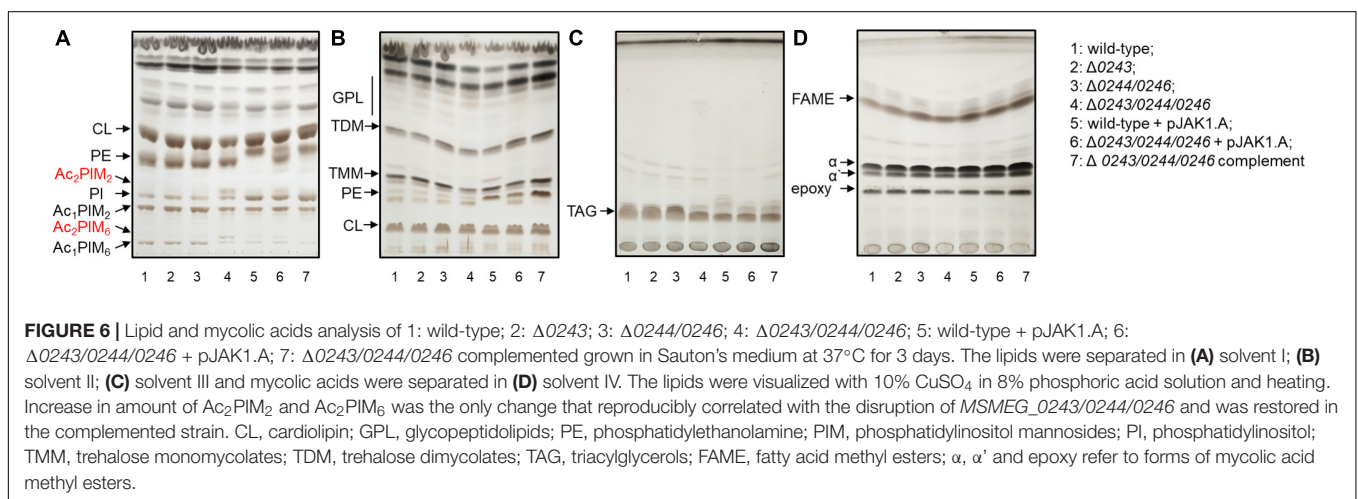 A
CL
PE
Ac₂PIM₂
PI
Ac₁PIM₂
Ac₂PIM₆
Ac₁PIM₆
1 2 3 4 5 6 7
B
GPL
TDM
TMM
PE
CL
1 2 3 4 5 6 7
C
TAG
1 2 3 4 5 6 7
D
FAME
α
α'
epoxy
1 2 3 4 5 6 7
1: wild-type;
2: Δ0243;
3: Δ0244/0246;
4: Δ0243/0244/0246
5: wild-type + pJAK1.A;
6: Δ0243/0244/0246 + pJAK1.A;
7: Δ 0243/0244/0246 complement
FIGURE 6 | Lipid and mycolic acids analysis of 1: wild-type; 2: Δ0243; 3: Δ0244/0246; 4: Δ0243/0244/0246; 5: wild-type + pJAK1.A; 6:
Δ0243/0244/0246 + pJAK1.A; 7: Δ0243/0244/0246 complemented grown in Sauton's medium at 37°C for 3 days. The lipids were separated in (A) solvent I; (B)
solvent II; (C) solvent III and mycolic acids were separated in (D) solvent IV. The lipids were visualized with 10% CuSO₄ in 8% phosphoric acid solution and heating.
Increase in amount of Ac₂PIM₂ and Ac₂PIM₆ was the only change that reproducibly correlated with the disruption of MSMEG_0243/0244/0246 and was restored in
the complemented strain. CL, cardiolipin; GPL, glycopeptidolipids; PE, phosphatidylethanolamine; PIM, phosphatidylinositol mannosides; PI, phosphatidylinositol;
TMM, trehalose monomycolates; TDM, trehalose dimycolates; TAG, triacylglycerols; FAME, fatty acid methyl esters; α, α' and epoxy refer to forms of mycolic acid
methyl esters.